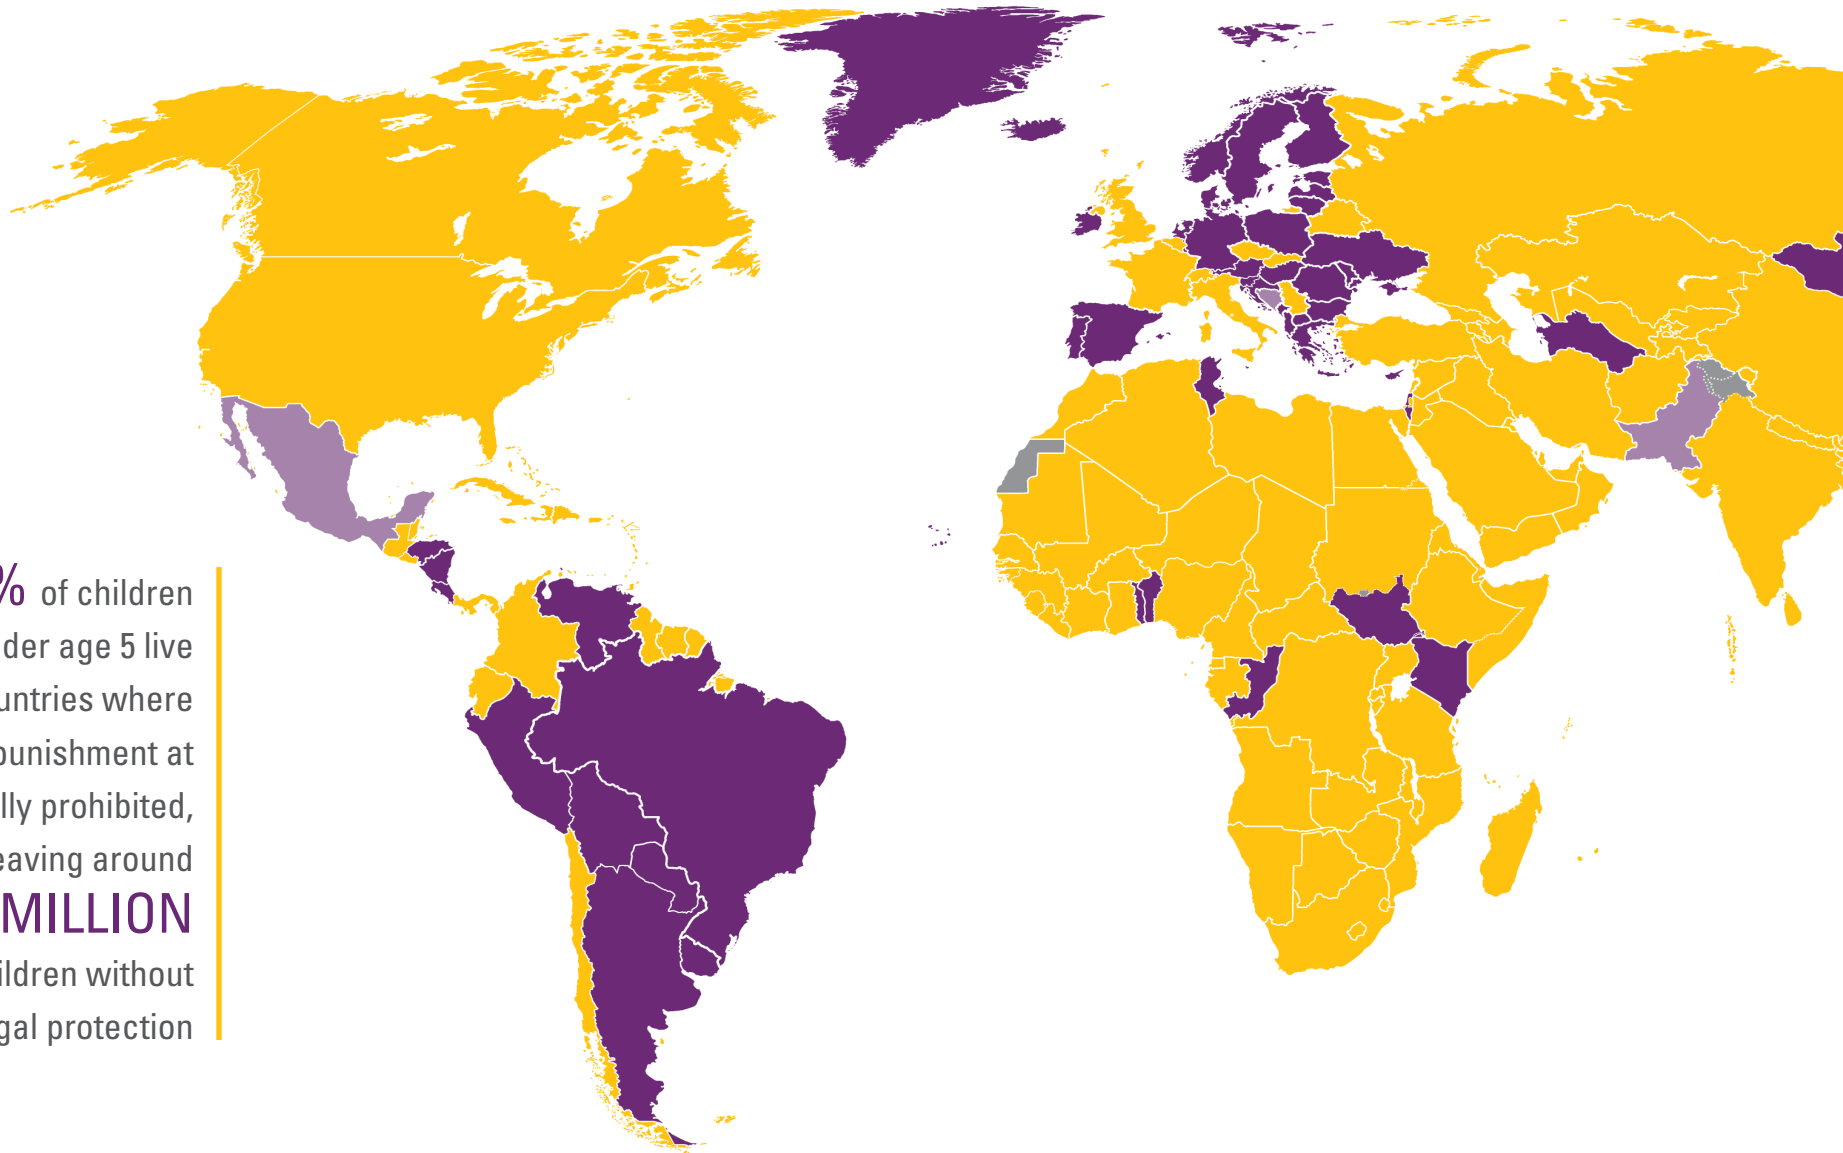 % of children
der age 5 live
untries where
punishment at
lly prohibited,
eaving around
MILLION
ildren without
gal protection